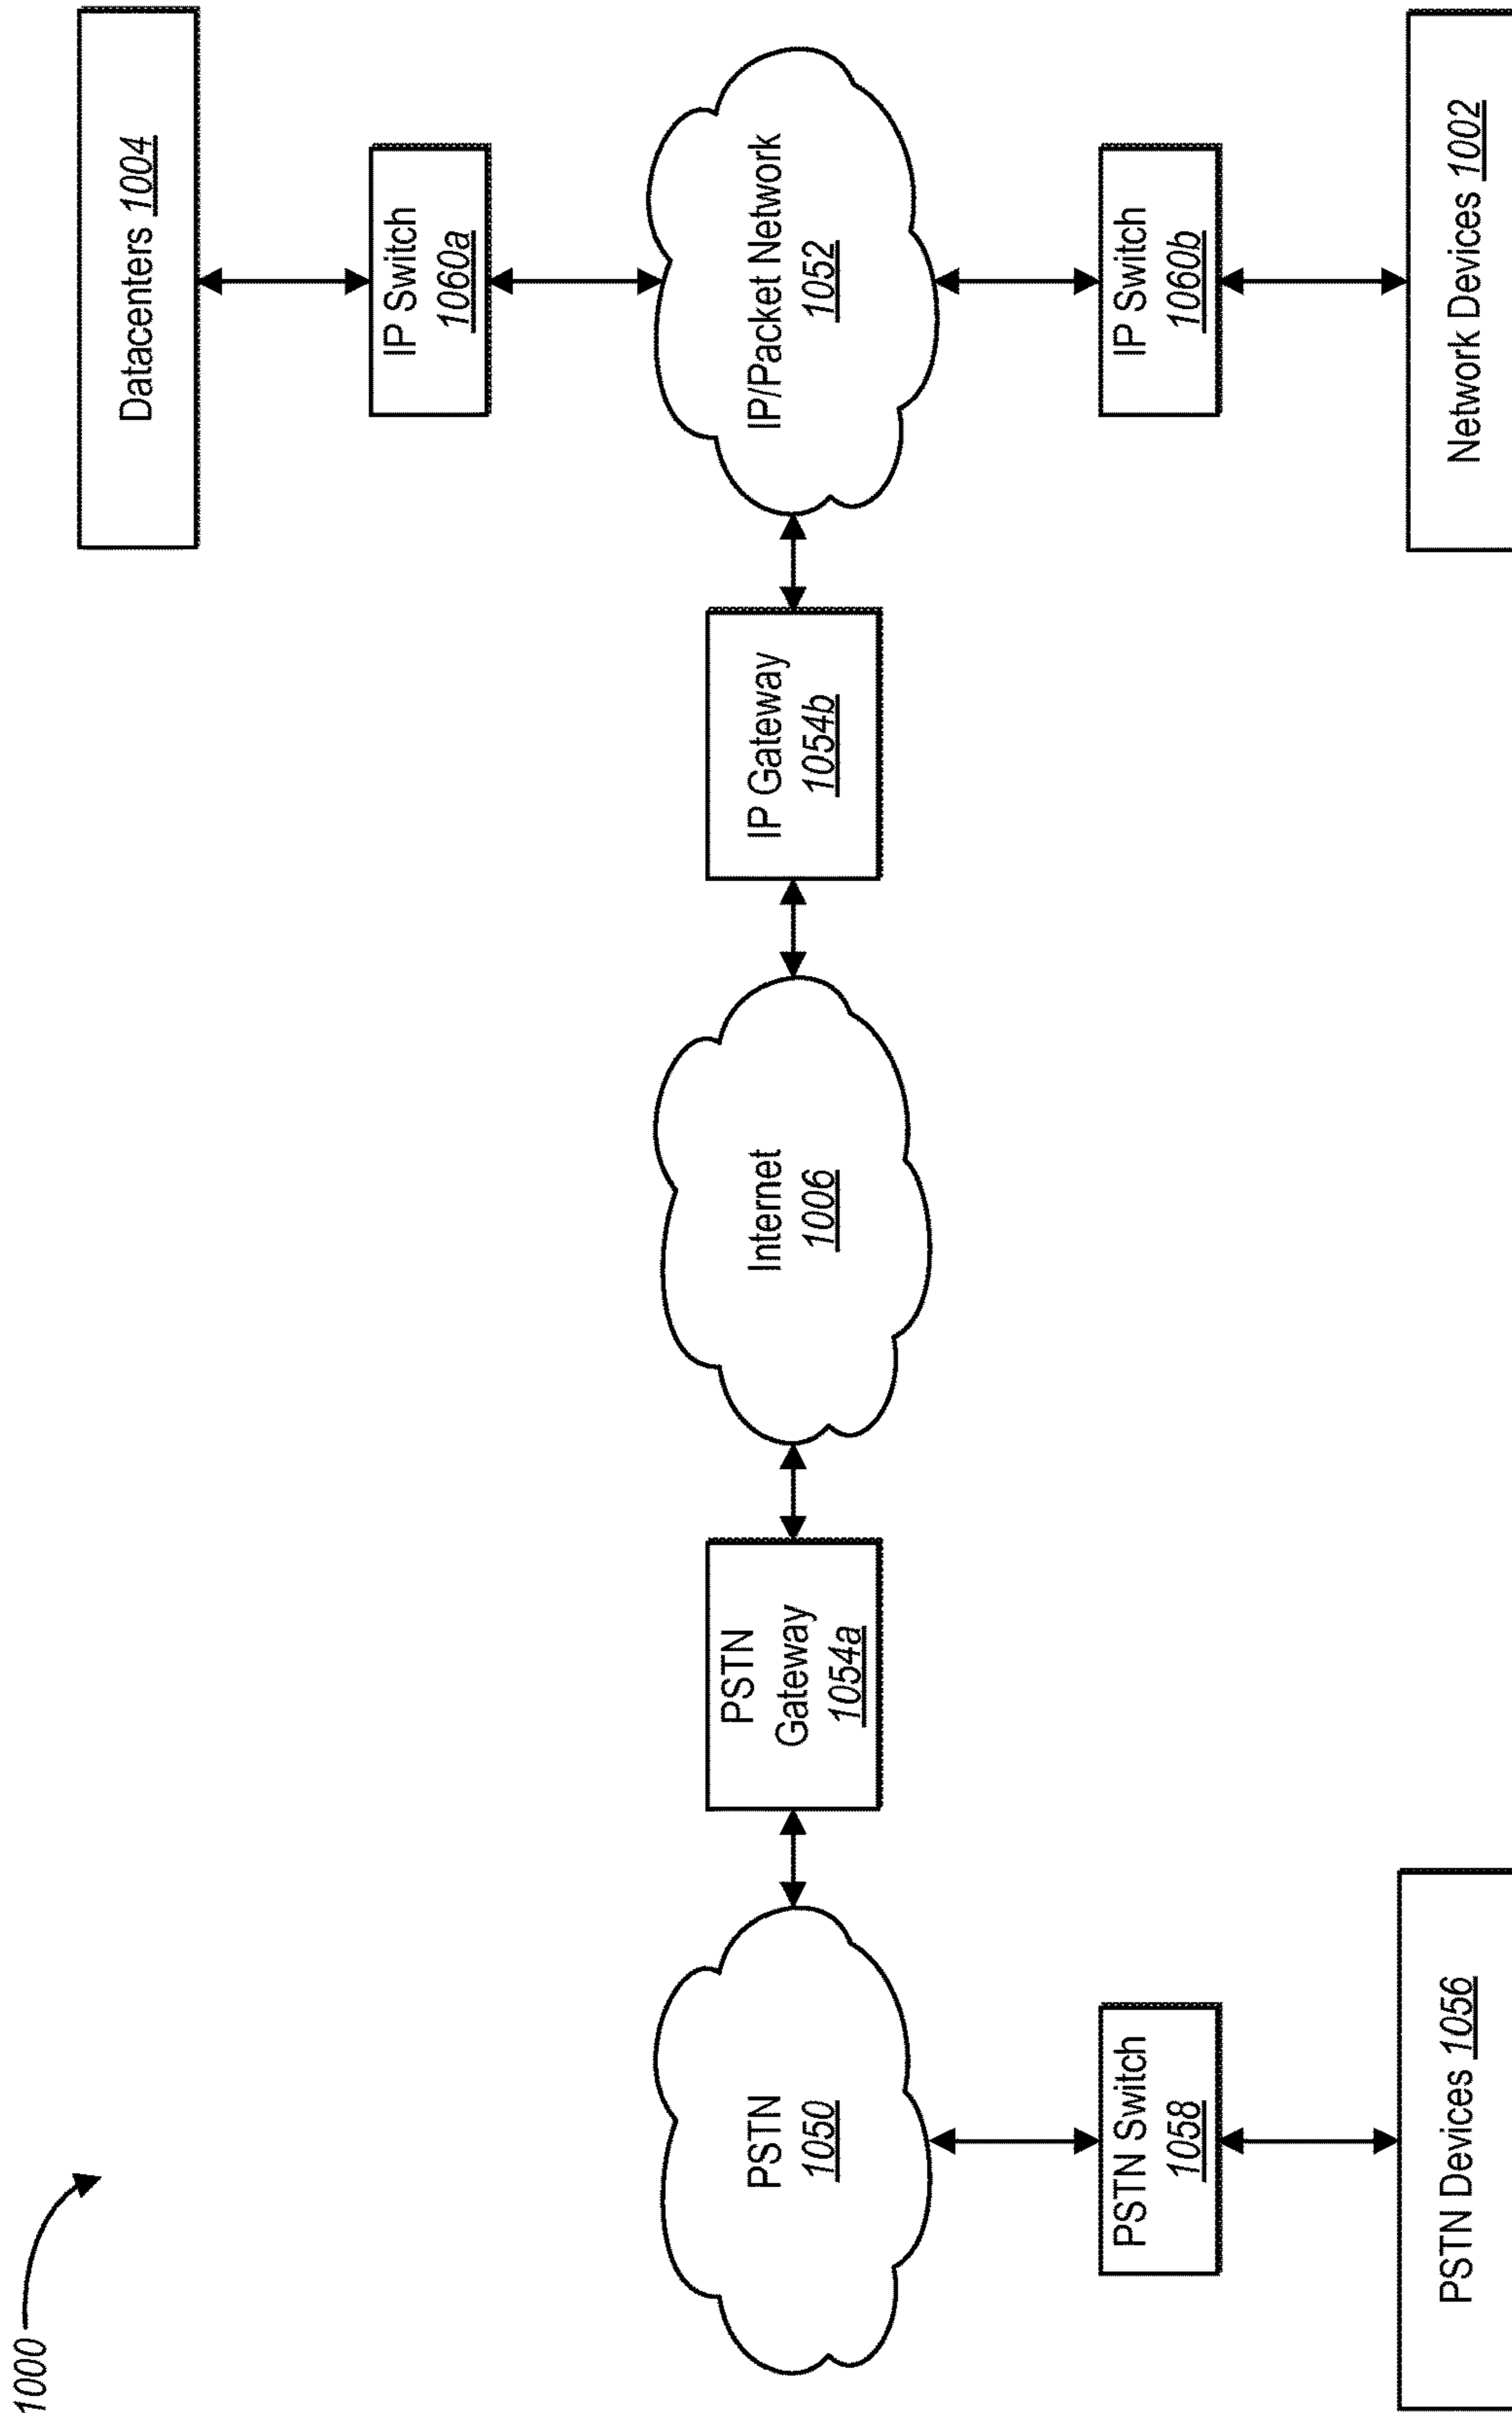 1000
Datacenters 1004
IP Switch
1060a
PSTN
1050
PSTN
Gateway
1054a
Internet
1006
IP Gateway
1054b
IP/Packet Network
1052
PSTN Switch
1058
IP Switch
1060b
PSTN Devices 1056
Network Devices 1002